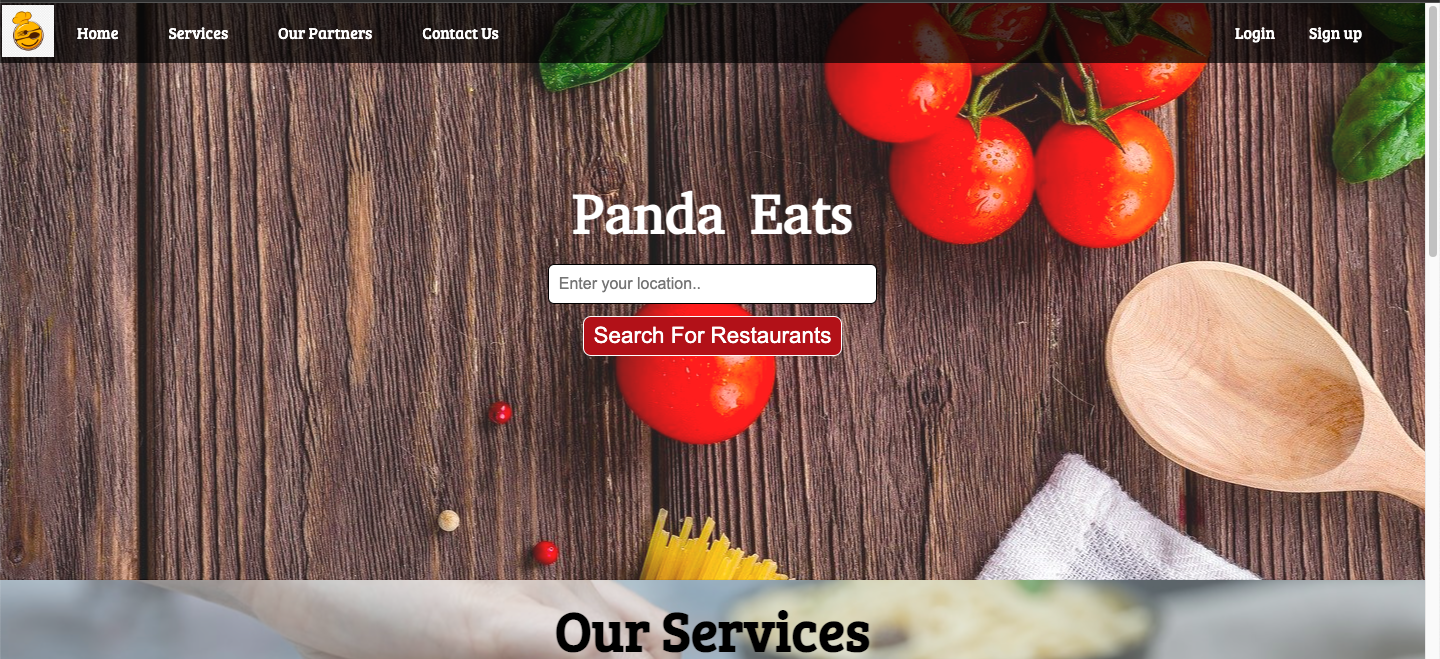 Home Services Our Partners Contact Us Login Sign up
Panda Eats
Enter your location..
Search For Restaurants
Our Services